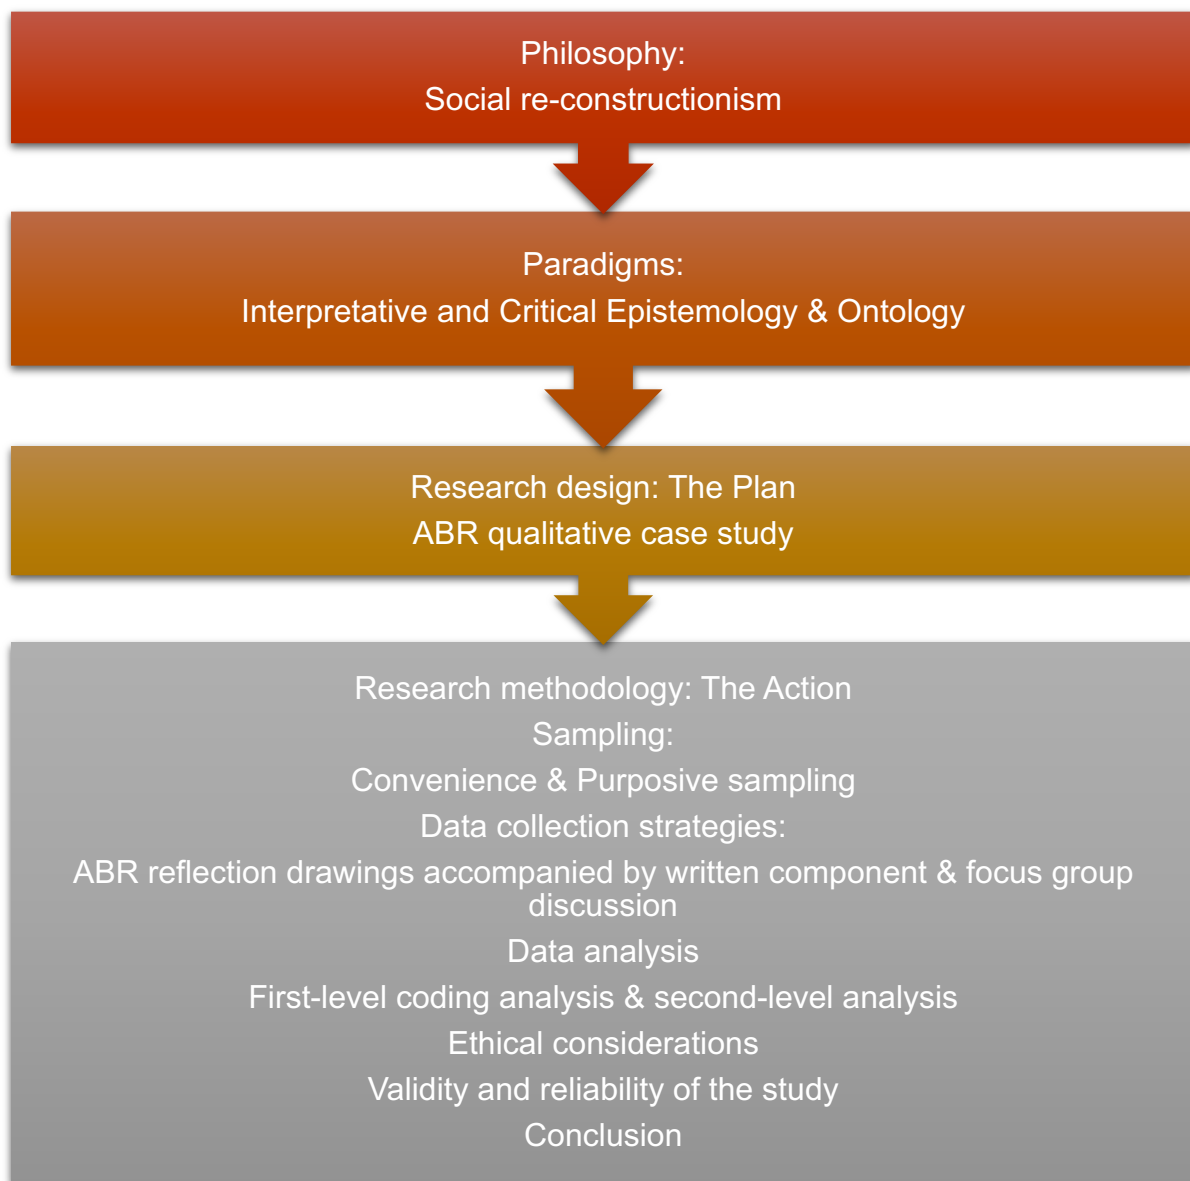 Philosophy:
Social re-constructionism
Paradigms:
Interpretative and Critical Epistemology & Ontology
Research design: The Plan
ABR qualitative case study
Research methodology: The Action
Sampling:
Convenience & Purposive sampling
Data collection strategies:
ABR reflection drawings accompanied by written component & focus group
discussion
Data analysis
First-level coding analysis & second-level analysis
Ethical considerations
Validity and reliability of the study
Conclusion